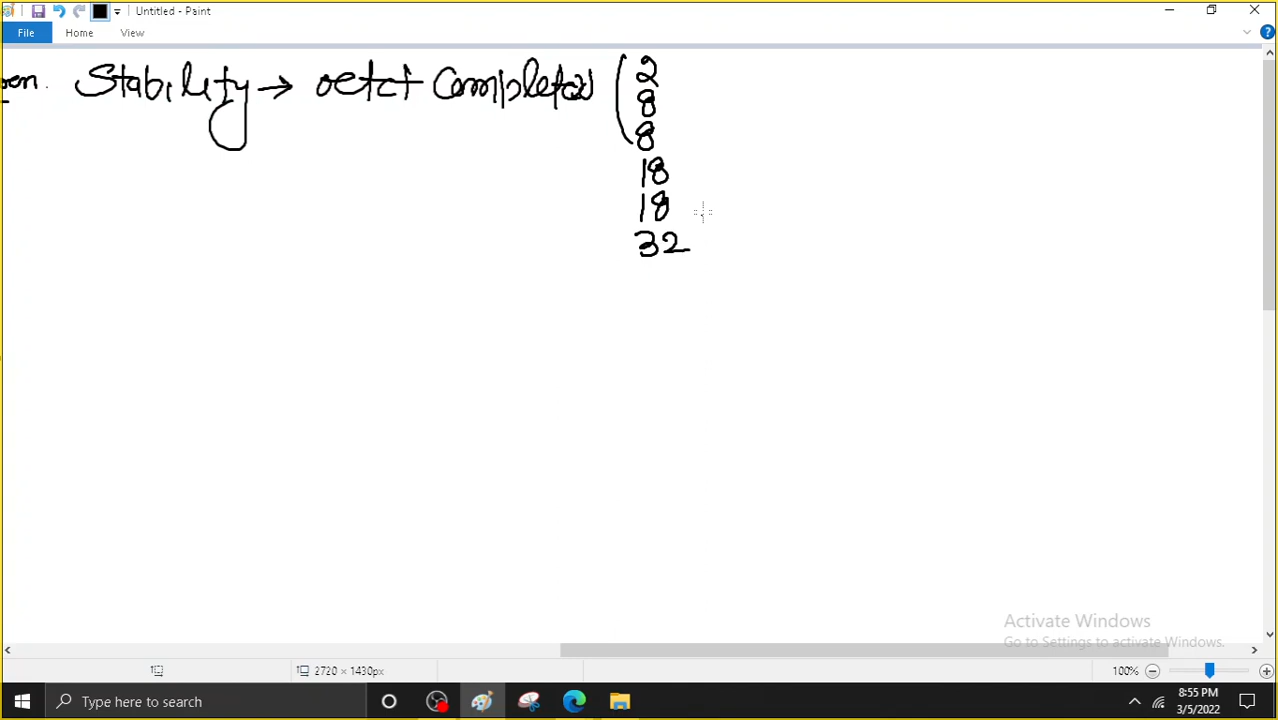 Untitled - Paint
File Home View
Stability → octet Completed ( 2
8
8
18
18
32
Activate Windows
Go to Settings to activate Windows.
2720 × 1430px
100%
Type here to search
8:55 PM
3/5/2022